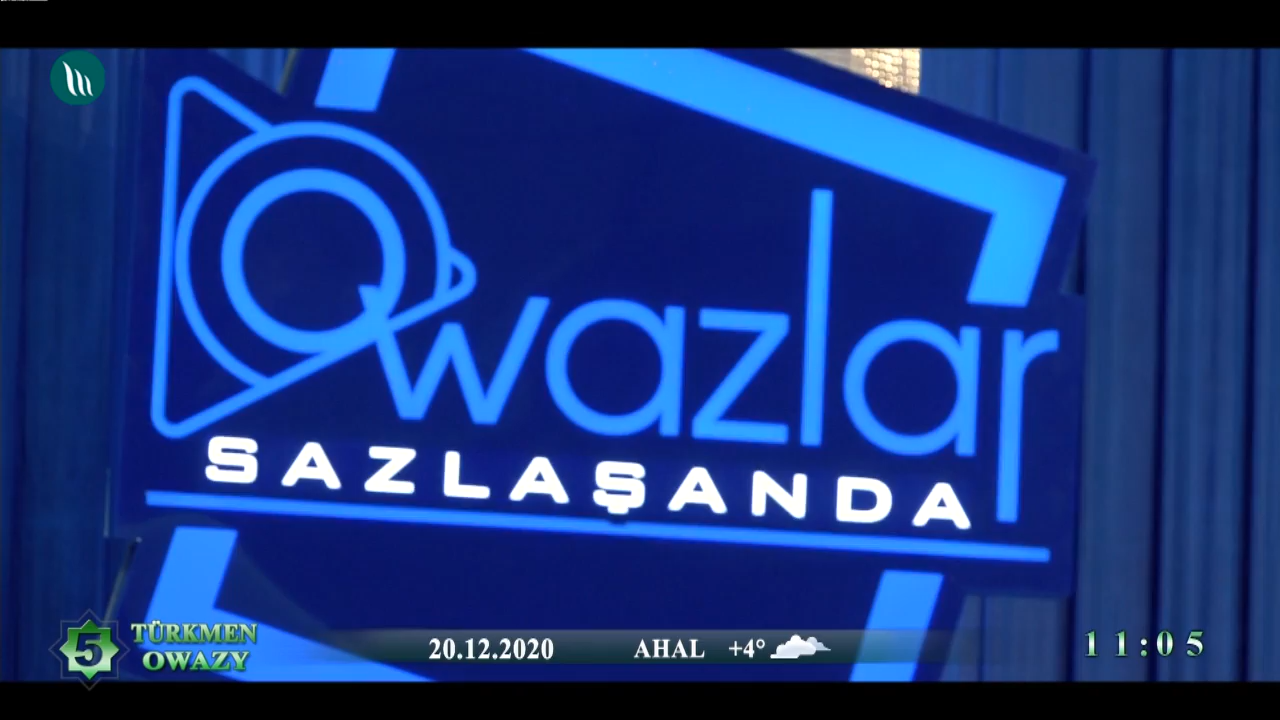 Owazlar
SAZLAŞANDA
5
TÜRKMEN
OWAZY
20.12.2020
AHAL +4°
11:05